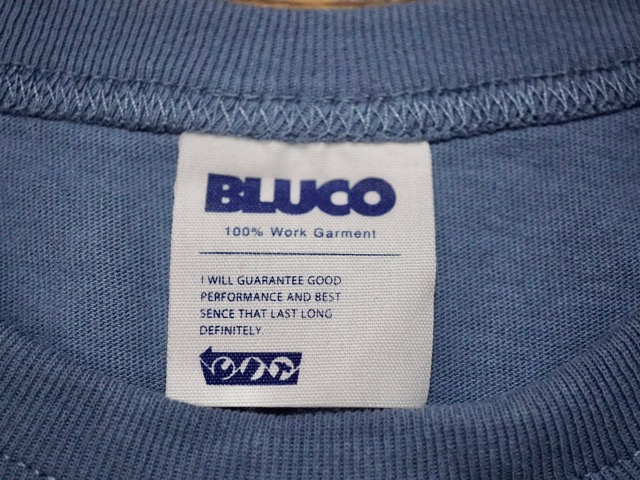 BLUCO
100% Work Garment
I WILL GUARANTEE GOOD
PERFORMANCE AND BEST
SENCE THAT LAST LONG
DEFINITELY.